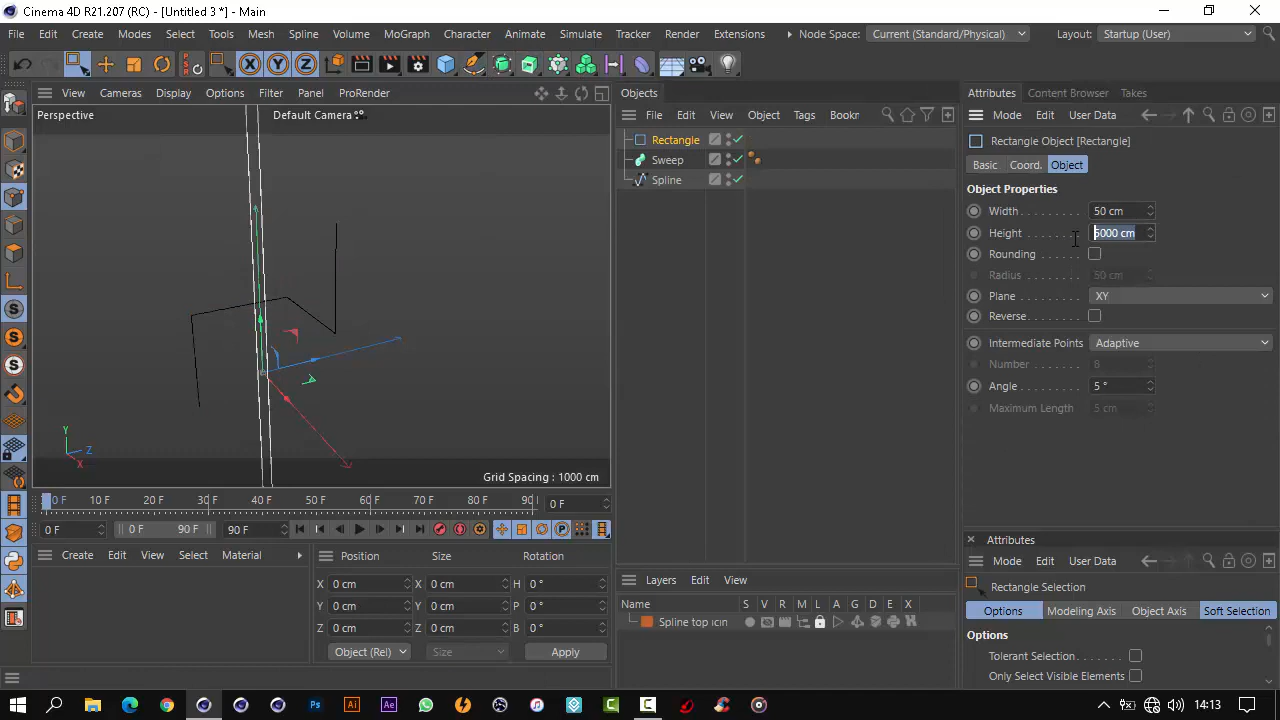 Cinema 4D R21.207 (RC) - [Untitled 3 *] - Main
File Edit Create Modes Select Tools Mesh Spline Volume MoGraph Character Animate Simulate Tracker Render Extensions Node Space: Current (Standard/Physical) Layout: Startup (User)
View Cameras Display Options Filter Panel ProRender
Perspective Default Camera
Grid Spacing : 1000 cm
0 F 10 F 20 F 30 F 40 F 50 F 60 F 70 F 80 F 90 0 F
0 F 0 F 90 F 90 F
Create Edit View Select Material
Position Size Rotation
X 0 cm X 0 cm H 0 °
Y 0 cm Y 0 cm P 0 °
Z 0 cm Z 0 cm B 0 °
Object (Rel) Size Apply
Objects
File Edit View Object Tags Bookr
Rectangle
Sweep
Spline
Layers Edit View
Name S V R M L A G D E X
Spline top icin
Attributes Content Browser Takes
Mode Edit User Data
Rectangle Object [Rectangle]
Basic Coord. Object
Object Properties
Width 50 cm
Height 5000 cm
Rounding
Radius 50 cm
Plane XY
Reverse
Intermediate Points Adaptive
Number 8
Angle 5 °
Maximum Length 5 cm
Attributes
Mode Edit User Data
Rectangle Selection
Options Modeling Axis Object Axis Soft Selection
Options
Tolerant Selection
Only Select Visible Elements
14:13